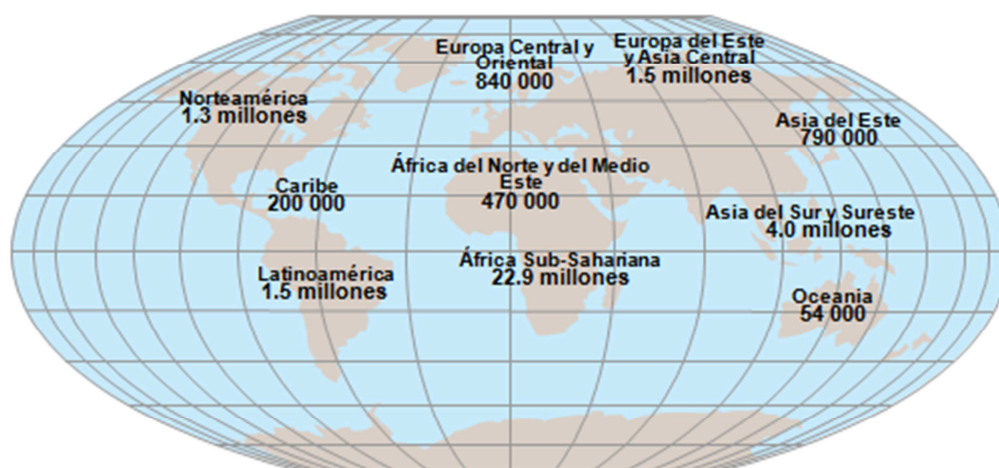 Europa Central y
Oriental
840 000
Europa del Este
y Asia Central
1.5 millones
Norteamérica
1.3 millones
Asia del Este
790 000
África del Norte y del Medio
Este
470 000
Caribe
200 000
Asia del Sur y Sureste
4.0 millones
África Sub-Sahariana
22.9 millones
Latinoamérica
1.5 millones
Oceania
54 000